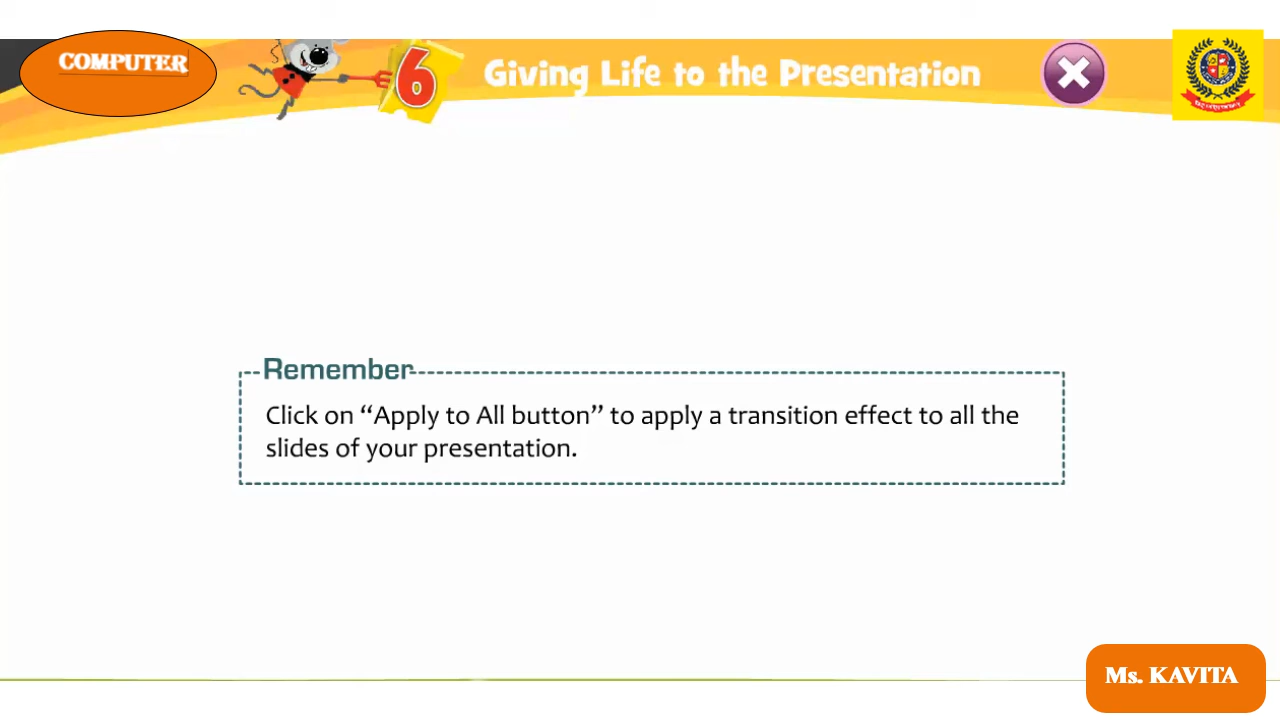 COMPUTER
6
Giving Life to the Presentation
Remember
Click on “Apply to All button” to apply a transition effect to all the
slides of your presentation.
Ms. KAVITA